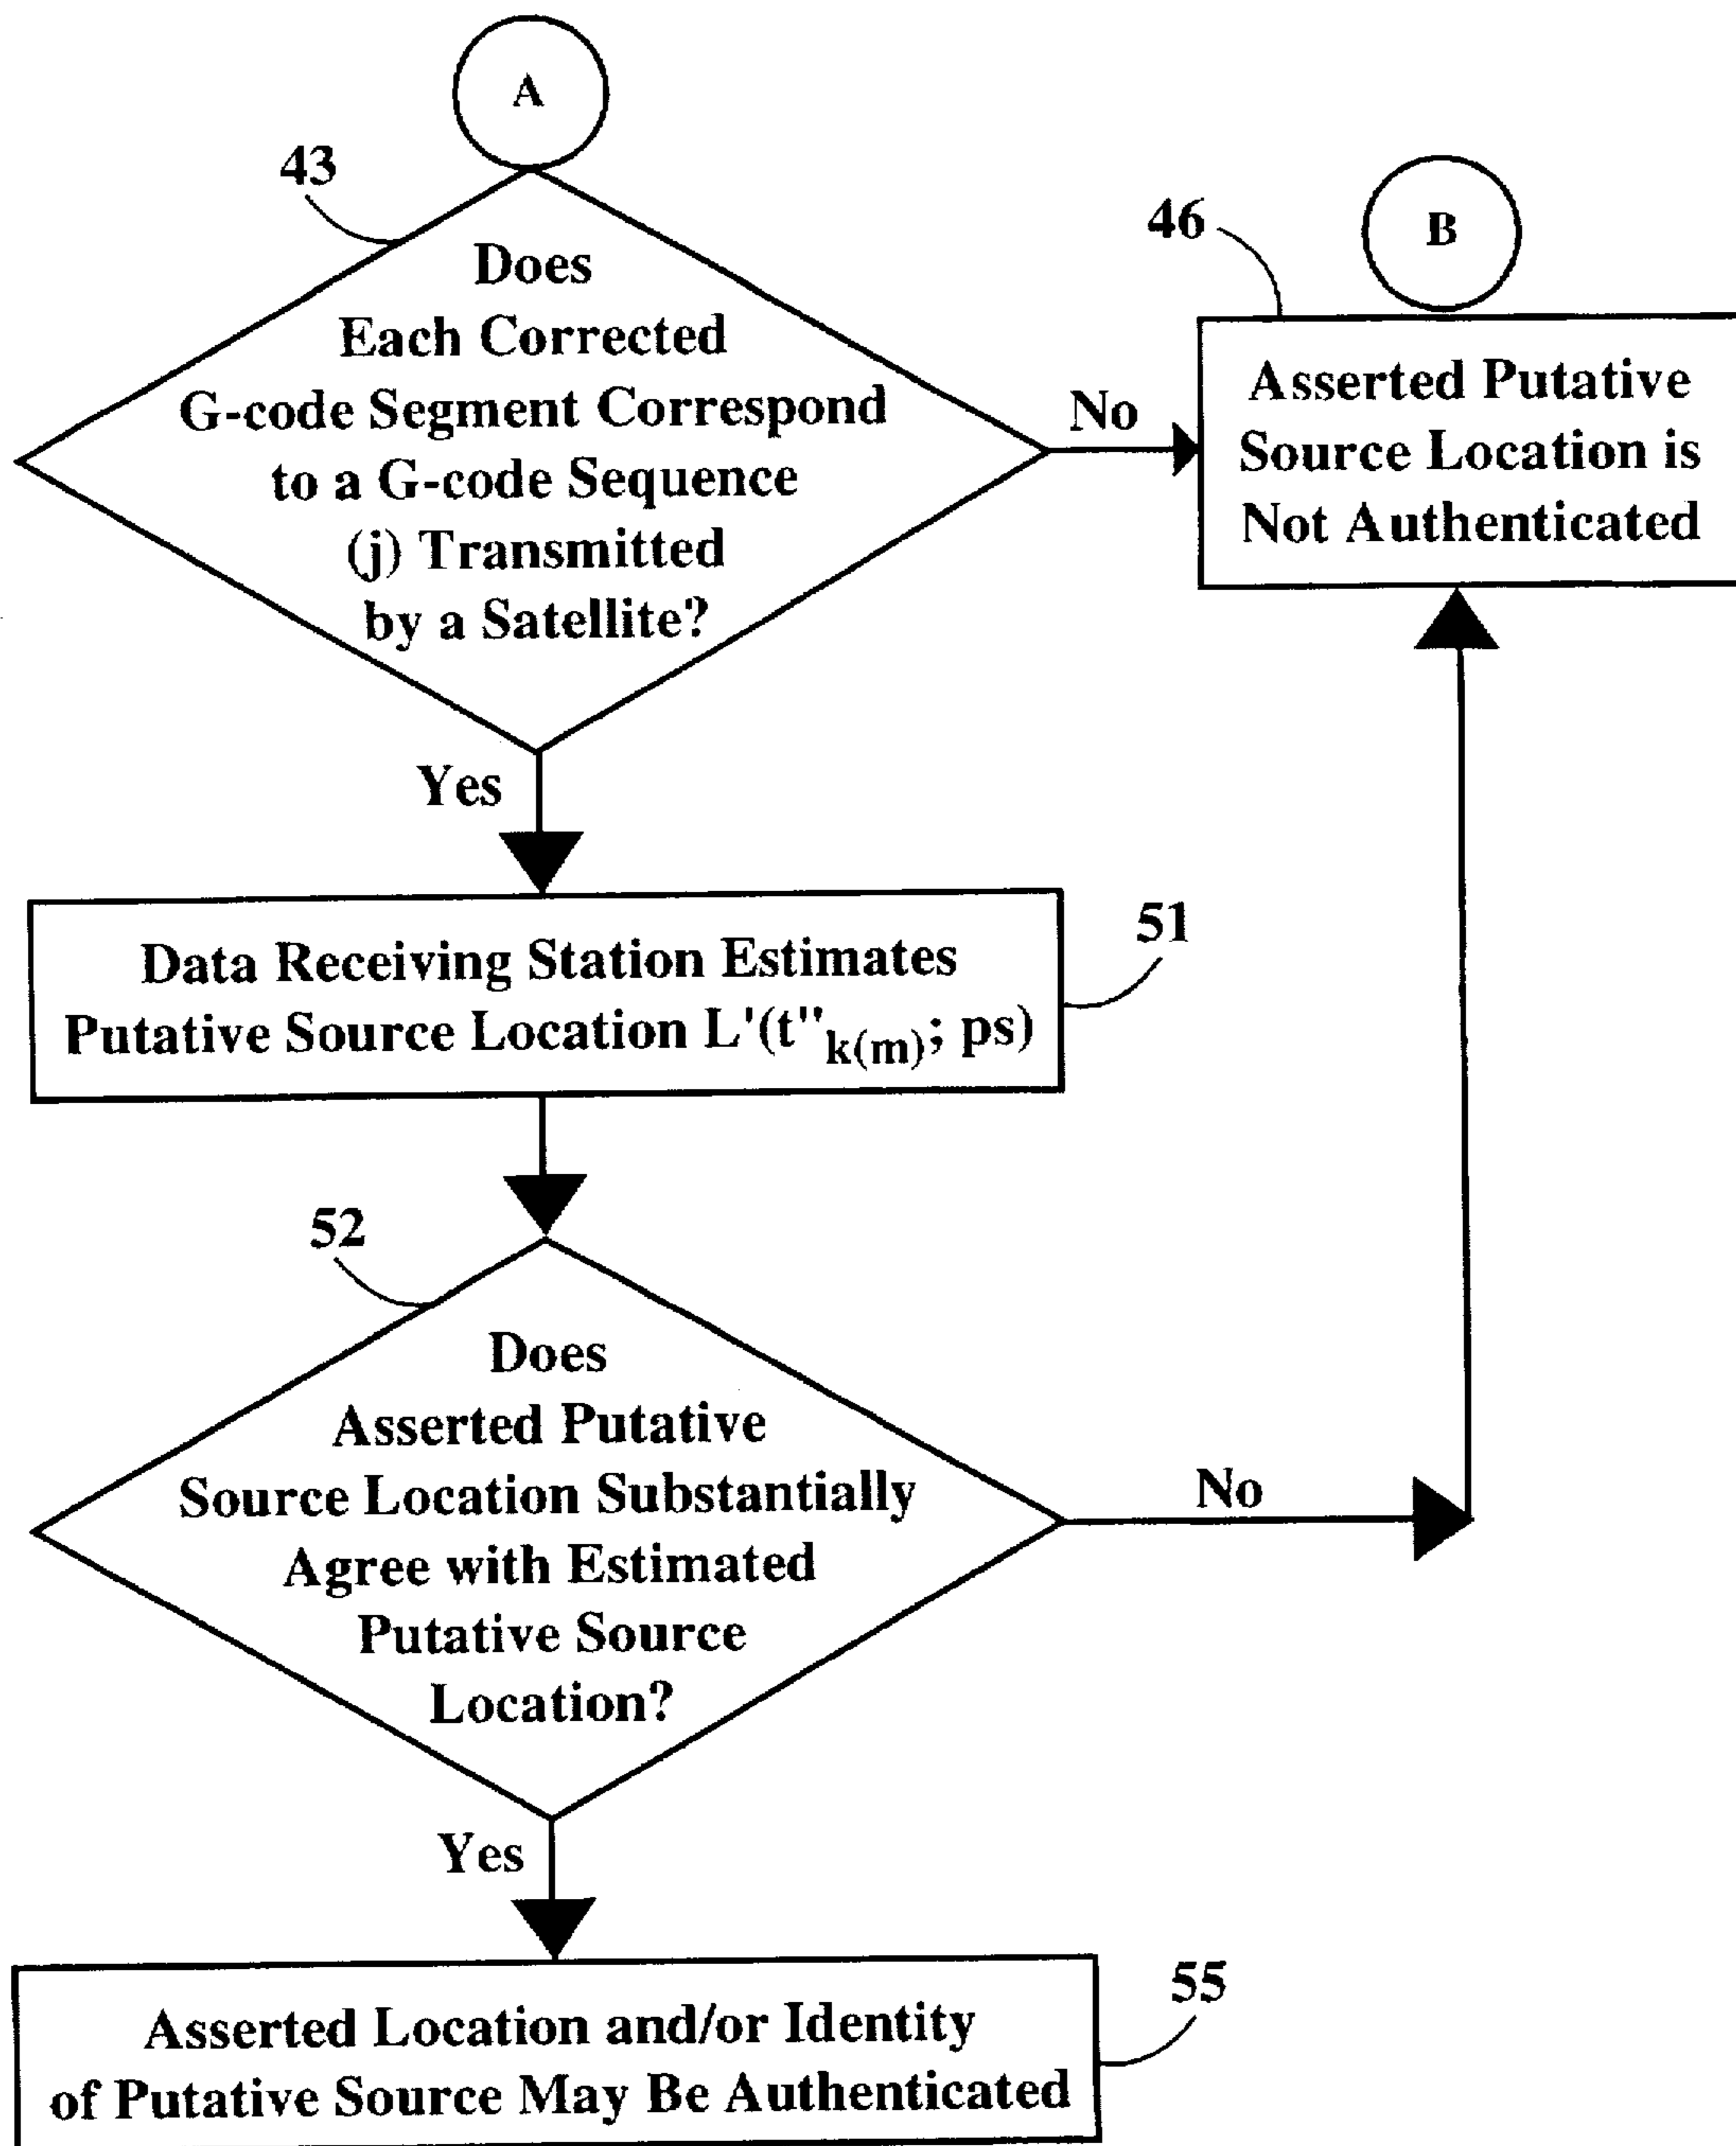 A
43
Does
Each Corrected
G-code Segment Correspond
to a G-code Sequence
(j) Transmitted
by a Satellite?
No
B
46
Asserted Putative
Source Location is
Not Authenticated
Yes
51
Data Receiving Station Estimates
Putative Source Location L'(t"k(m); ps)
52
Does
Asserted Putative
Source Location Substantially
Agree with Estimated
Putative Source
Location?
No
Yes
55
Asserted Location and/or Identity
of Putative Source May Be Authenticated